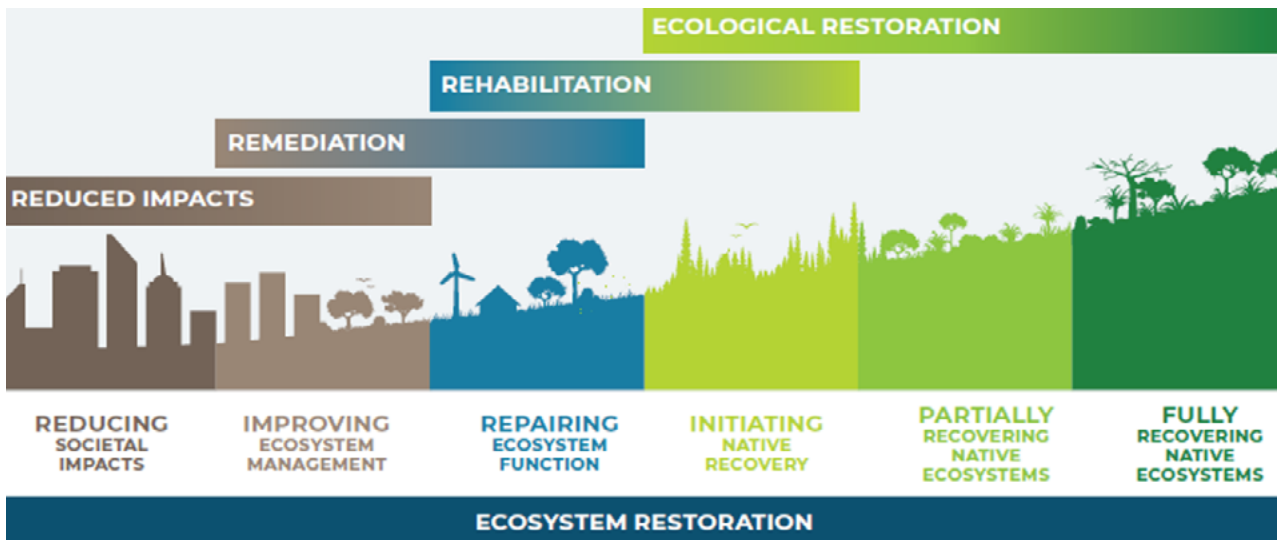 ECOLOGICAL RESTORATION
REHABILITATION
REMEDIATION
REDUCED IMPACTS
REDUCING
SOCIETAL
IMPACTS
IMPROVING
ECOSYSTEM
MANAGEMENT
REPAIRING
ECOSYSTEM
FUNCTION
INITIATING
NATIVE
RECOVERY
PARTIALLY
RECOVERING
NATIVE
ECOSYSTEMS
FULLY
RECOVERING
NATIVE
ECOSYSTEMS
ECOSYSTEM RESTORATION